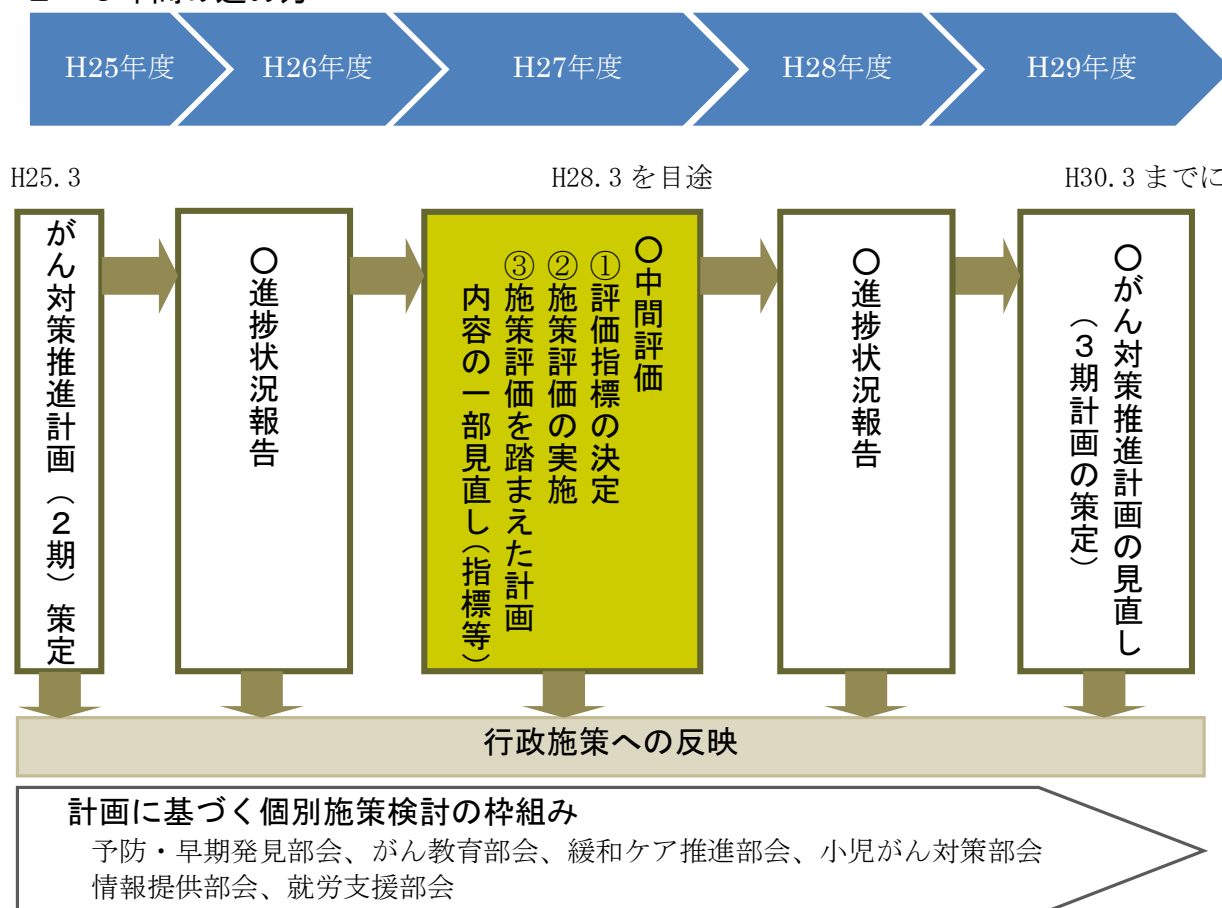 H25年度
H26年度
H27年度
H28年度
H29年度
H25.3
H28.3を目途
H30.3までに
がん対策推進計画（２期）策定
○進捗状況報告
○中間評価
①評価指標の決定
②施策評価の実施
③施策評価を踏まえた計画
内容の一部見直し（指標等）
○進捗状況報告
○がん対策推進計画の見直し
（３期計画の策定）
行政施策への反映
計画に基づく個別施策検討の枠組み
予防・早期発見部会、がん教育部会、緩和ケア推進部会、小児がん対策部会
情報提供部会、就労支援部会